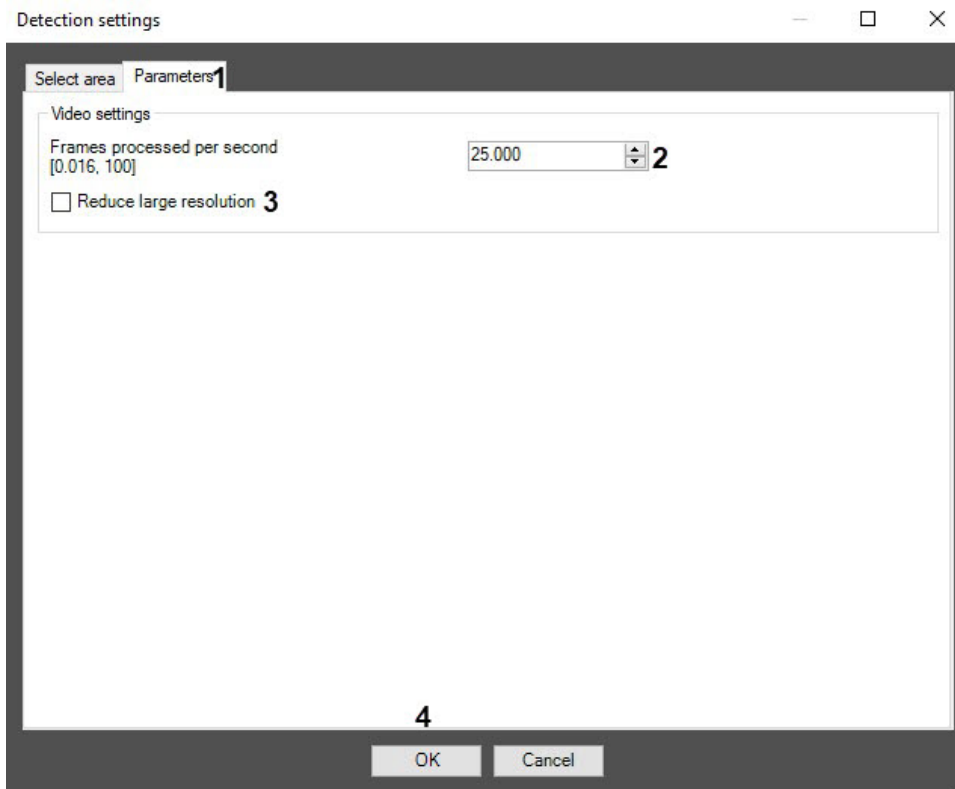 Detection settings
Select area Parameters 1
Video settings
Frames processed per second
[0.016, 100]
25.000 2
Reduce large resolution 3
4
OK Cancel